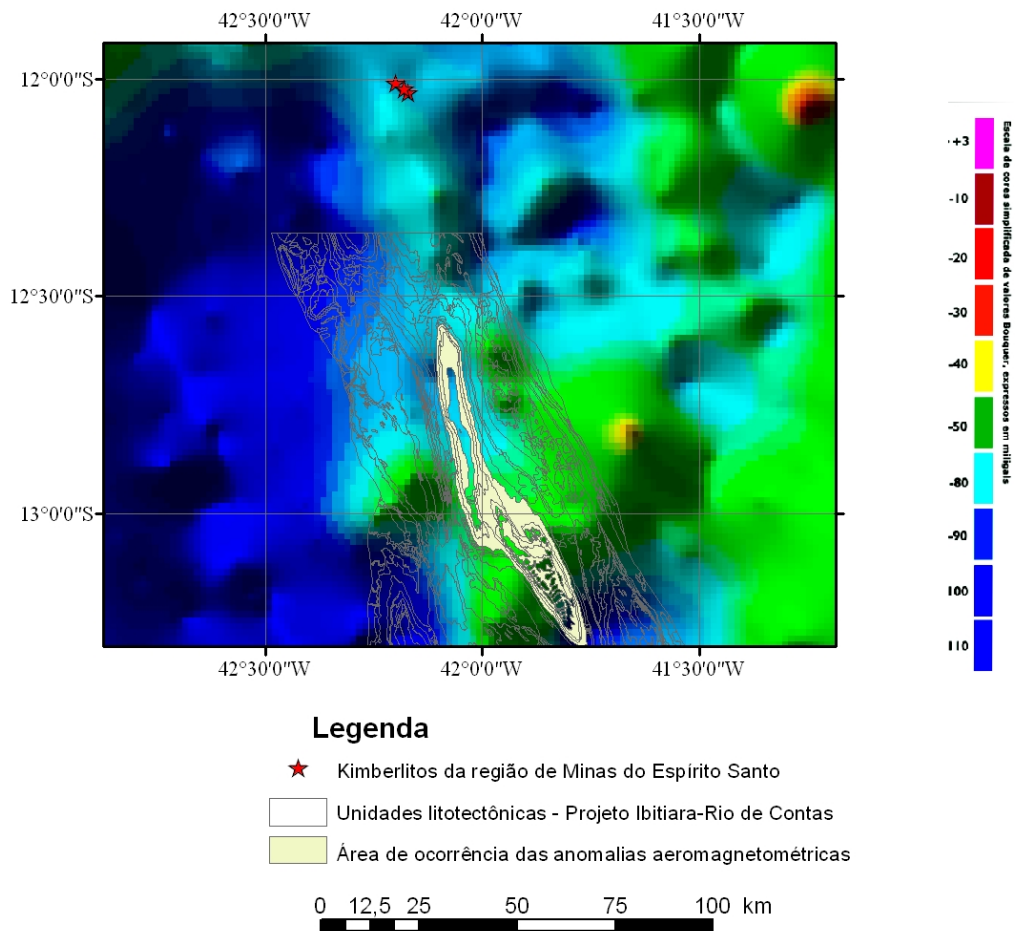 42°30'0"W 42°0'0"W 41°30'0"W
12°0'0"S
12°30'0"S
13°0'0"S
42°30'0"W 42°0'0"W 41°30'0"W
+3
-10
-20
-30
-40
-50
-80
-90
100
110
Escala de cores simplificada de valores Bouquer, expressos em miligals
Legenda
Kimberlitos da região de Minas do Espírito Santo
Unidades litotectônicas - Projeto Ibitiara-Rio de Contas
Área de ocorrência das anomalias aeromagnetométricas
0 12,5 25 50 75 100 km